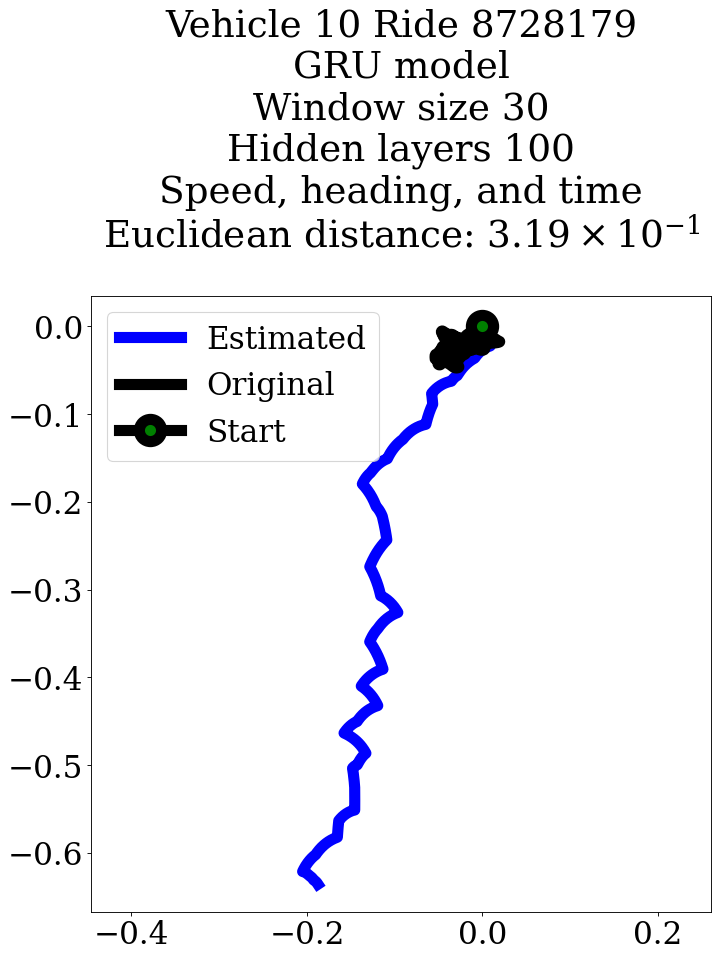 Vehicle 10 Ride 8728179
GRU model
Window size 30
Hidden layers 100
Speed, heading, and time
Euclidean distance: 3.19 × 10⁻¹
Estimated
Original
Start
0.0
−0.1
−0.2
−0.3
−0.4
−0.5
−0.6
−0.4 −0.2 0.0 0.2